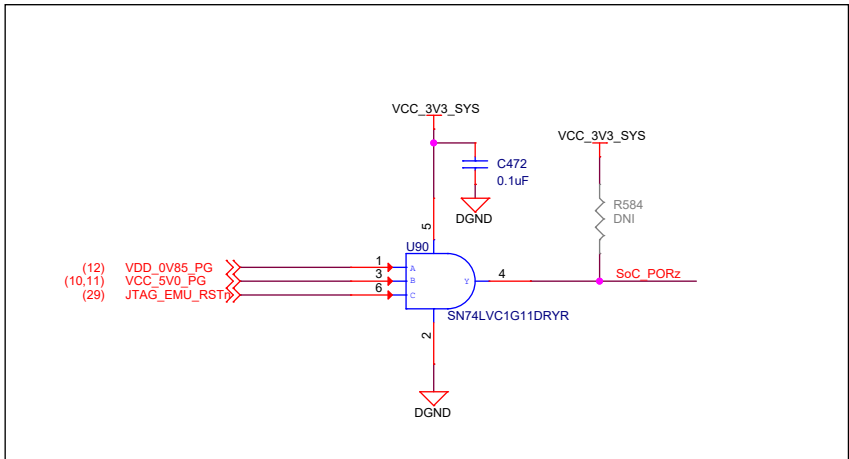 VCC_3V3_SYS
VCC_3V3_SYS
C472
0.1uF
R584
DNI
DGND
5
U90
(12) VDD_0V85_PG 1 A
(10,11) VCC_5V0_PG 3 B Y 4 SoC_PORz
(29) JTAG_EMU_RSTn 6 C
SN74LVC1G11DRYR
2
DGND